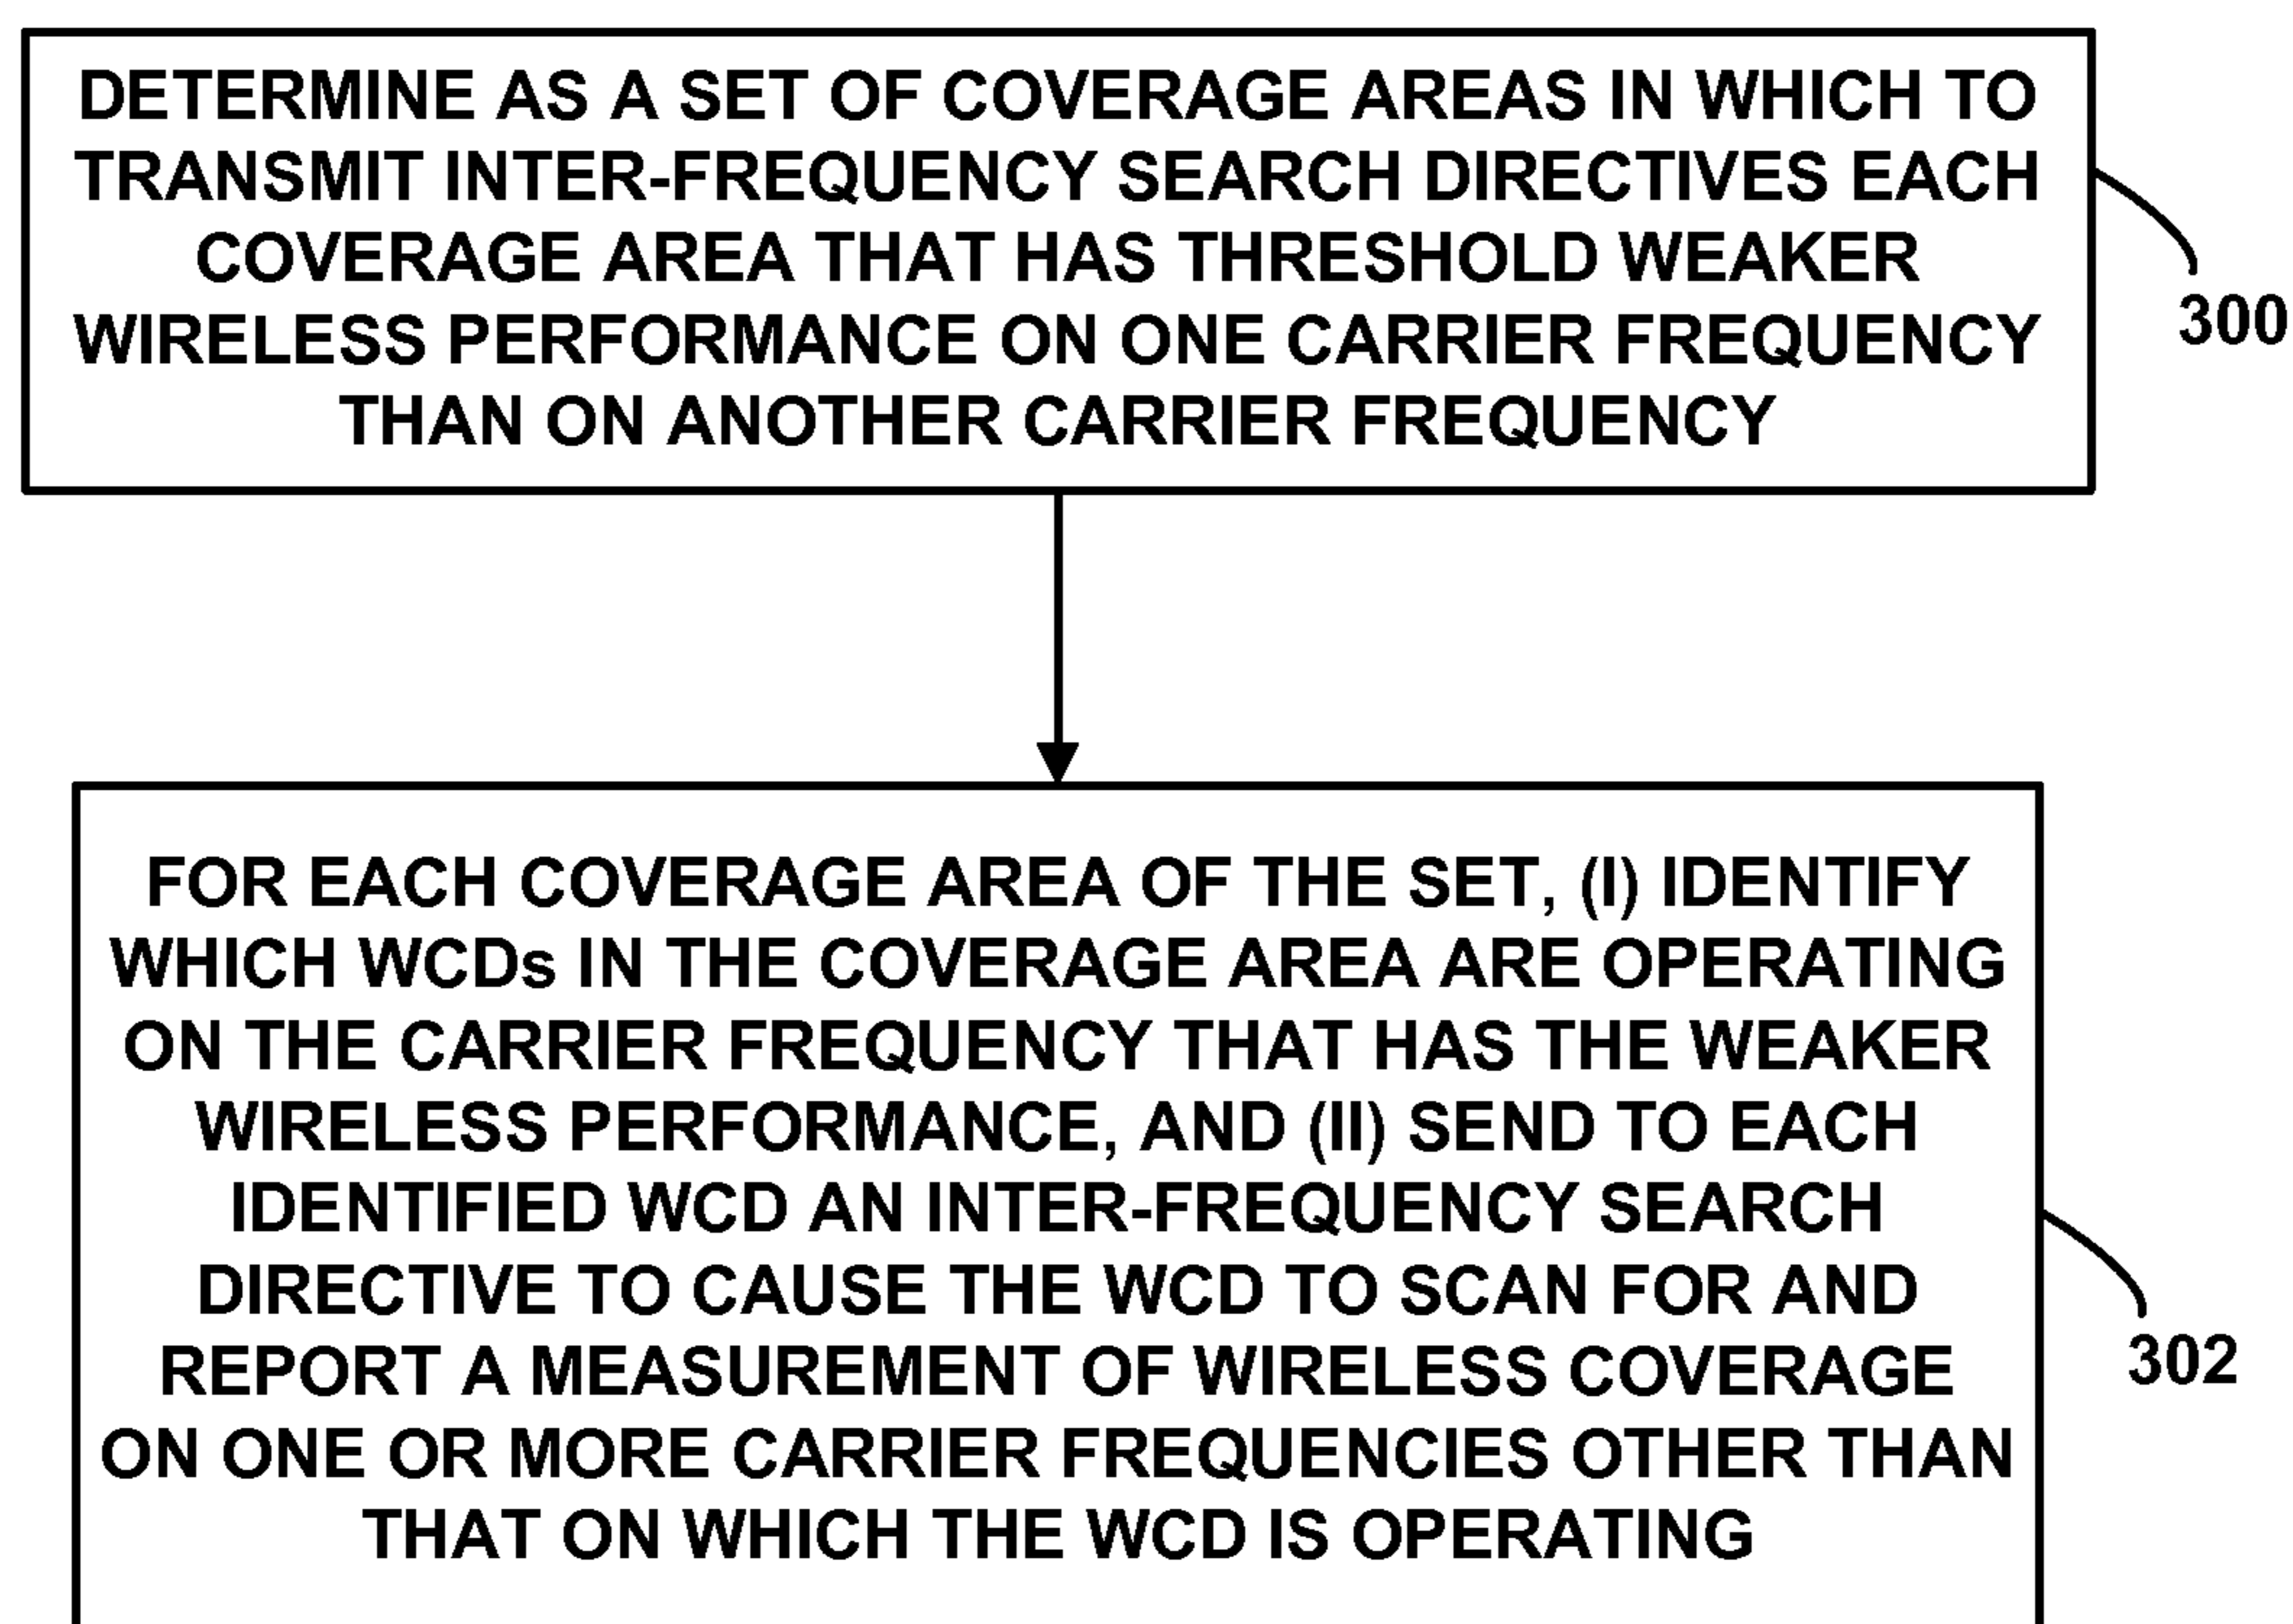 DETERMINE AS A SET OF COVERAGE AREAS IN WHICH TO
TRANSMIT INTER-FREQUENCY SEARCH DIRECTIVES EACH
COVERAGE AREA THAT HAS THRESHOLD WEAKER
WIRELESS PERFORMANCE ON ONE CARRIER FREQUENCY
THAN ON ANOTHER CARRIER FREQUENCY
300
FOR EACH COVERAGE AREA OF THE SET, (I) IDENTIFY
WHICH WCDs IN THE COVERAGE AREA ARE OPERATING
ON THE CARRIER FREQUENCY THAT HAS THE WEAKER
WIRELESS PERFORMANCE, AND (II) SEND TO EACH
IDENTIFIED WCD AN INTER-FREQUENCY SEARCH
DIRECTIVE TO CAUSE THE WCD TO SCAN FOR AND
REPORT A MEASUREMENT OF WIRELESS COVERAGE
ON ONE OR MORE CARRIER FREQUENCIES OTHER THAN
THAT ON WHICH THE WCD IS OPERATING
302